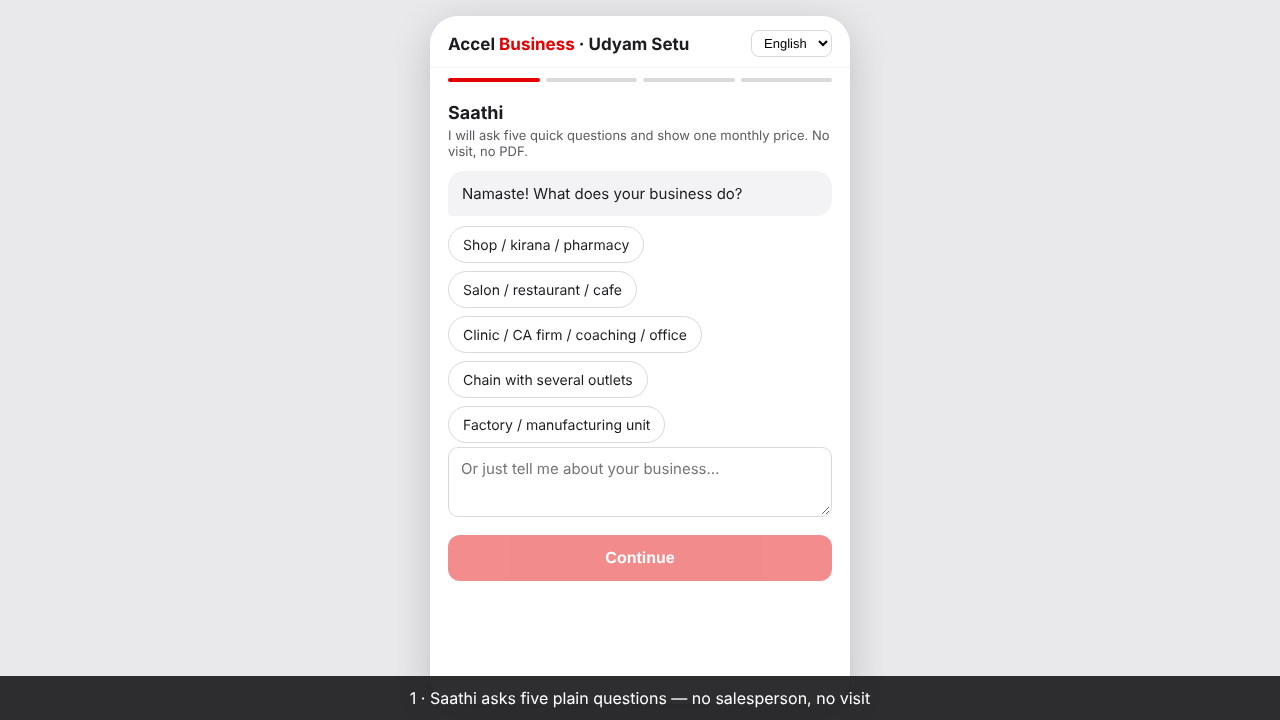 Accel Business · Udyam Setu
English
Saathi
I will ask five quick questions and show one monthly price. No
visit, no PDF.
Namaste! What does your business do?
Shop / kirana / pharmacy
Salon / restaurant / cafe
Clinic / CA firm / coaching / office
Chain with several outlets
Factory / manufacturing unit
Or just tell me about your business...
Continue
1 · Saathi asks five plain questions — no salesperson, no visit